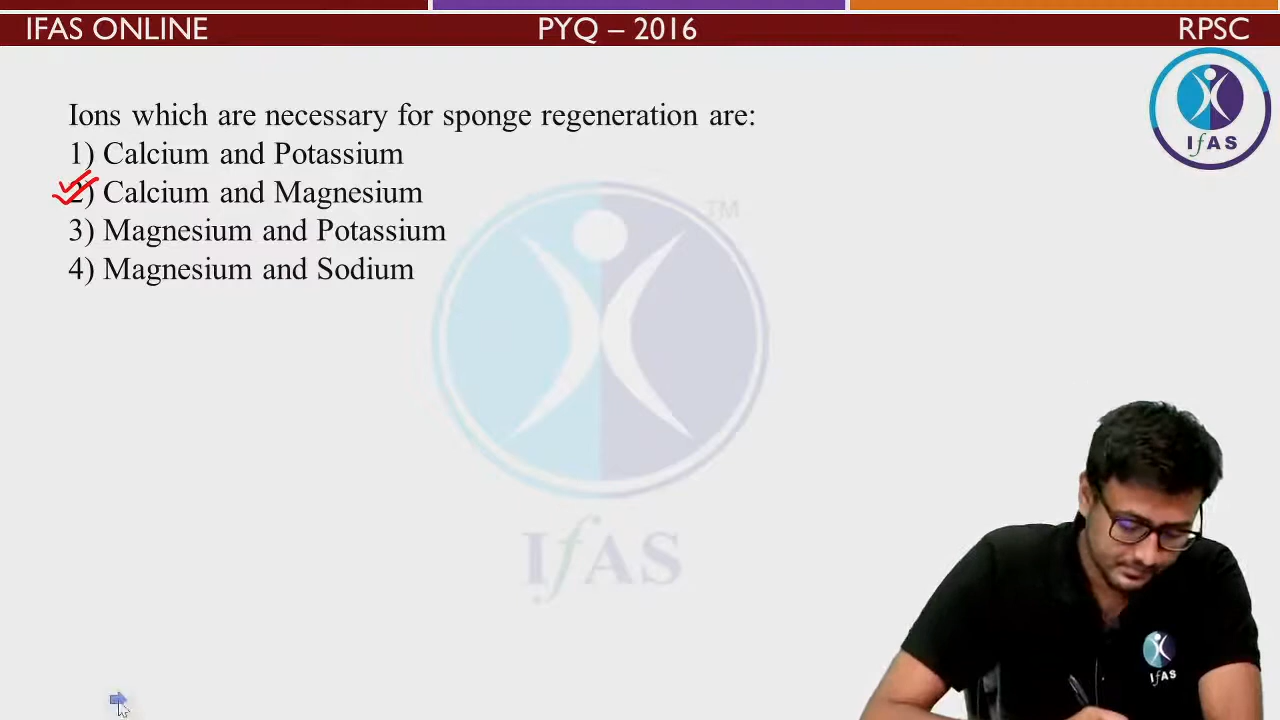 IFAS ONLINE
PYQ – 2016
RPSC
IfAS
Ions which are necessary for sponge regeneration are:
1) Calcium and Potassium
2) Calcium and Magnesium
3) Magnesium and Potassium
4) Magnesium and Sodium
TM
IfAS
IfAS